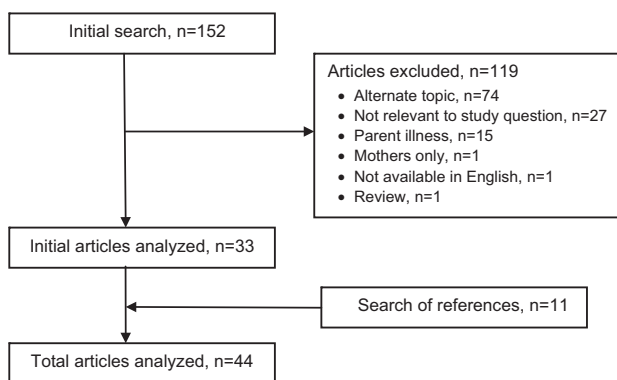 Initial search, n=152
Articles excluded, n=119
• Alternate topic, n=74
• Not relevant to study question, n=27
• Parent illness, n=15
• Mothers only, n=1
• Not available in English, n=1
• Review, n=1
Initial articles analyzed, n=33
Search of references, n=11
Total articles analyzed, n=44